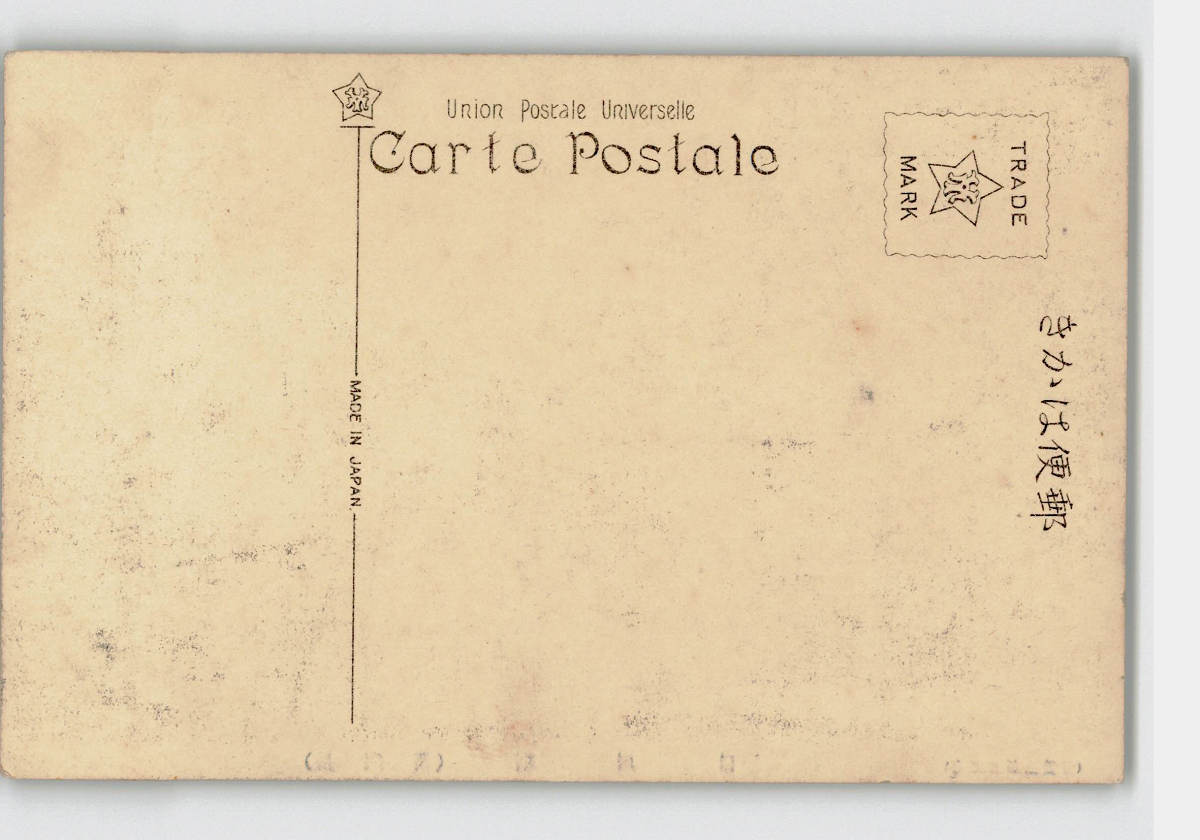 Union Postale Universelle
Carte Postale
TRADE
MARK
MADE IN JAPAN.
きかは便郵